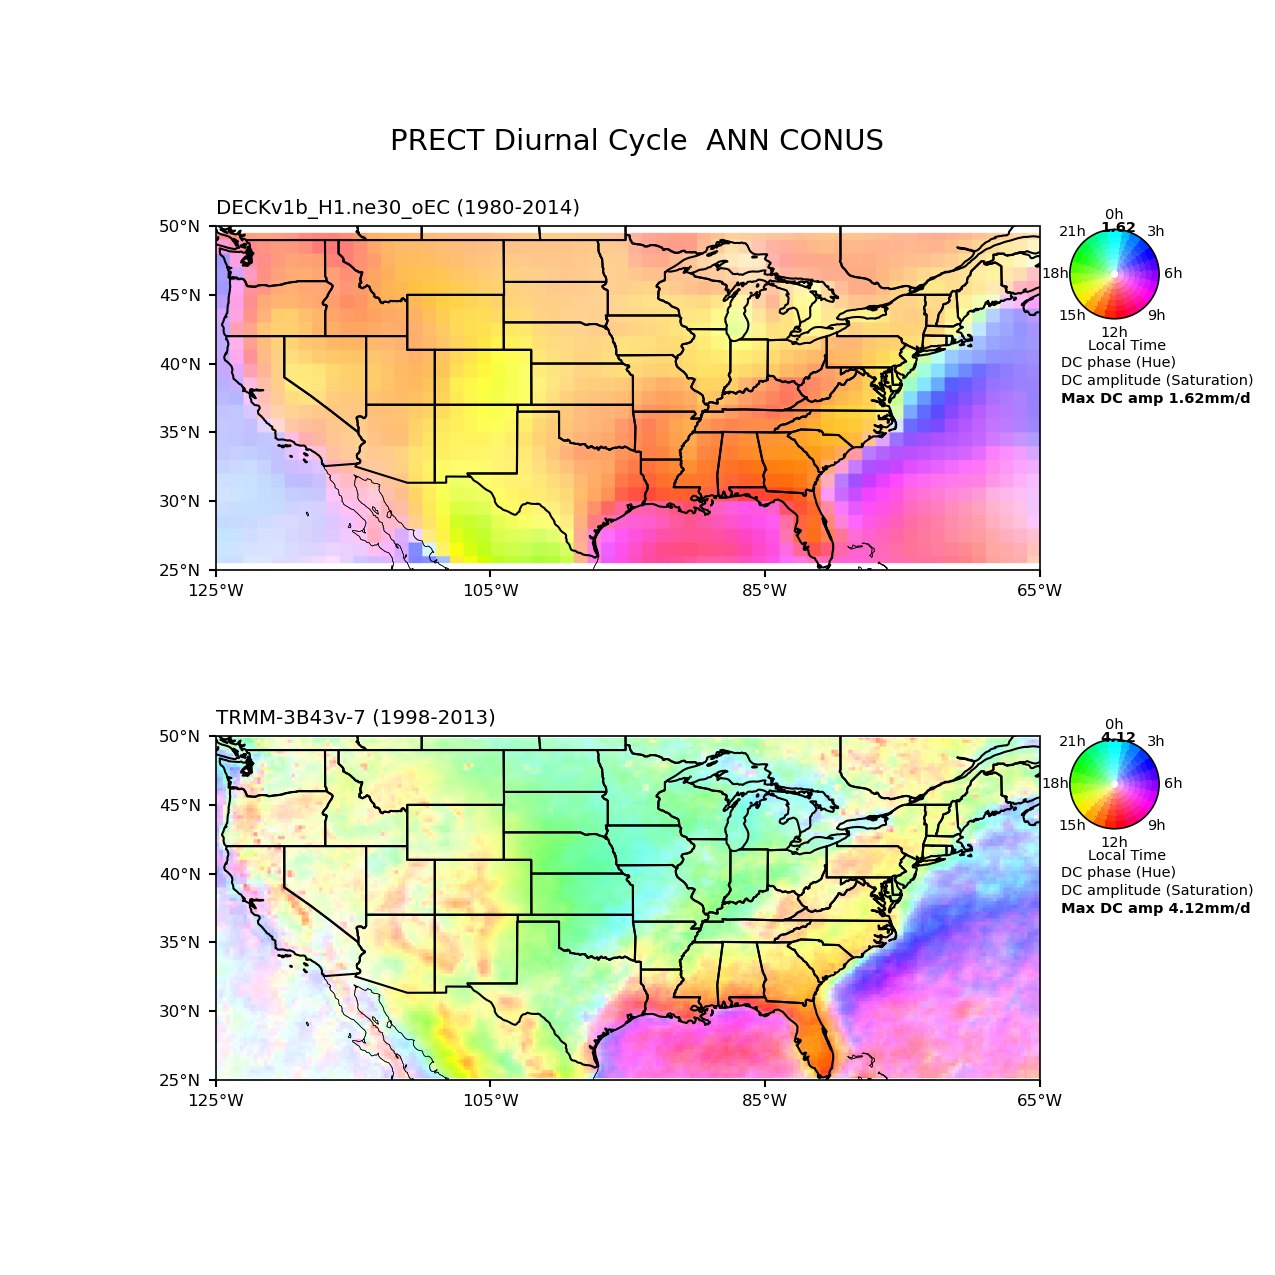 PRECT Diurnal Cycle  ANN CONUS
DECKv1b_H1.ne30_oEC (1980-2014)
50°N
45°N
40°N
35°N
30°N
25°N
125°W
105°W
85°W
65°W
0h
1.62
21h
3h
18h
6h
15h
9h
12h
Local Time
DC phase (Hue)
DC amplitude (Saturation)
Max DC amp 1.62mm/d
TRMM-3B43v-7 (1998-2013)
50°N
45°N
40°N
35°N
30°N
25°N
125°W
105°W
85°W
65°W
0h
4.12
21h
3h
18h
6h
15h
9h
12h
Local Time
DC phase (Hue)
DC amplitude (Saturation)
Max DC amp 4.12mm/d